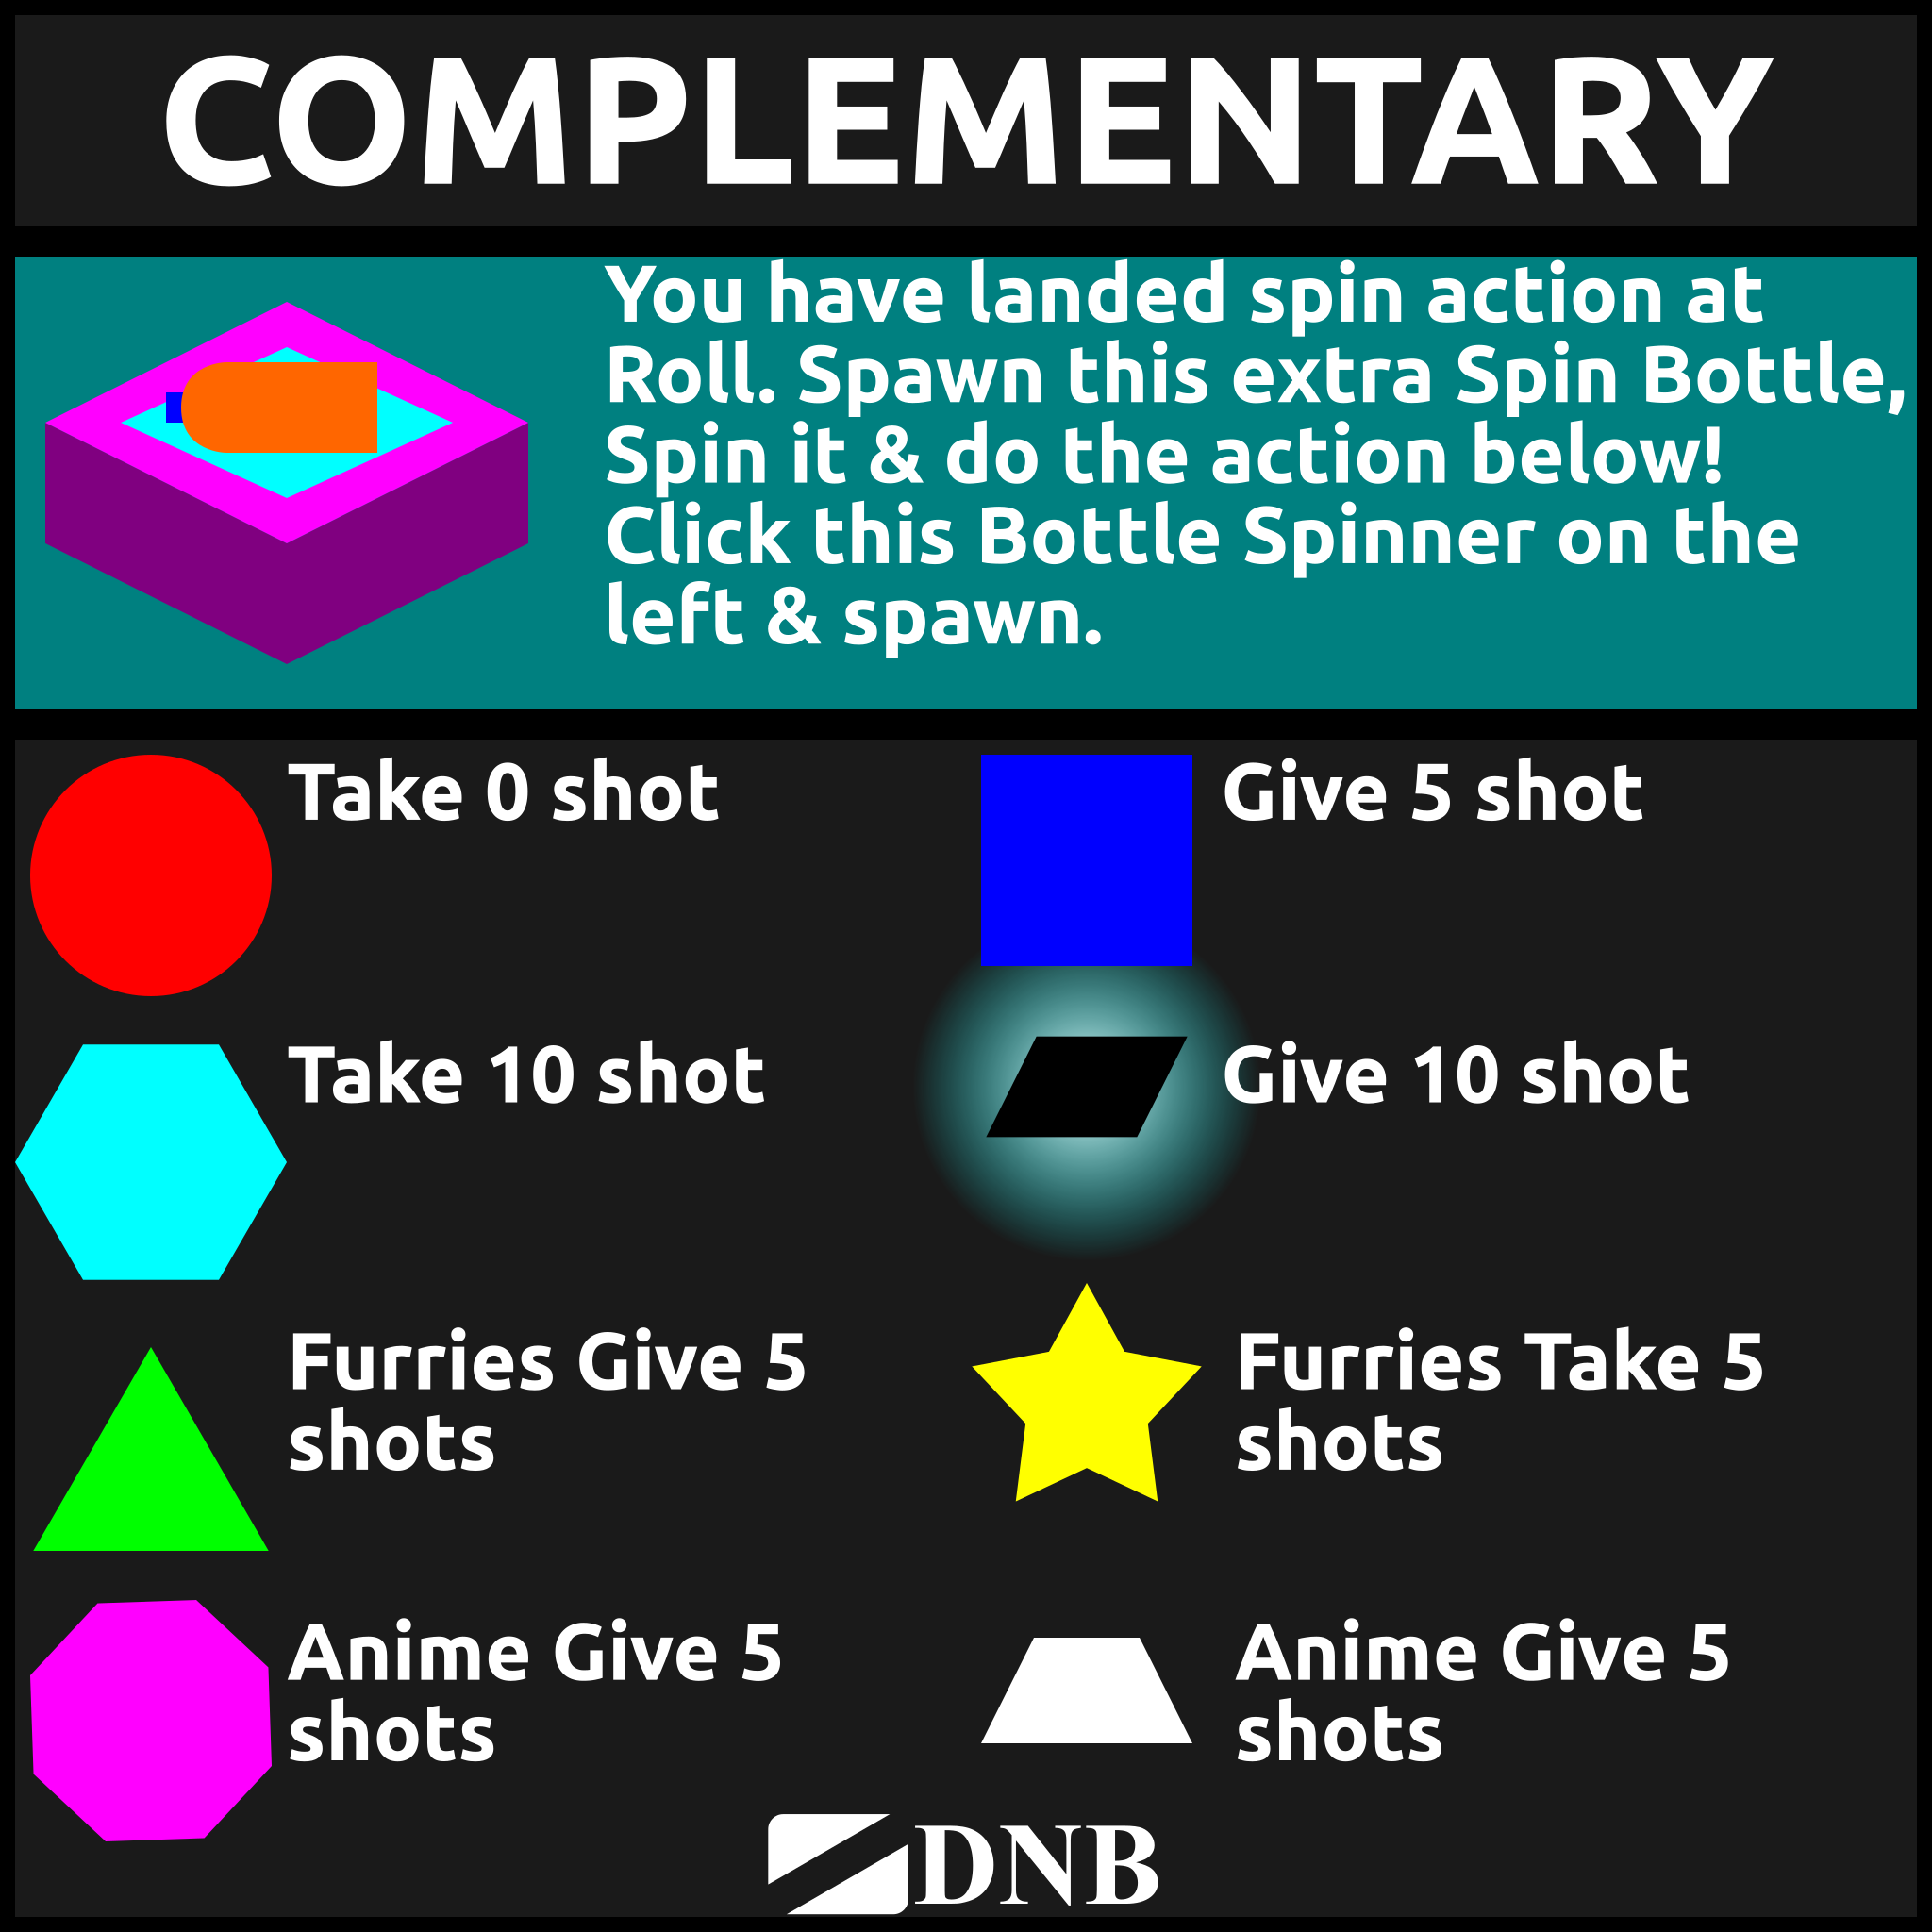 COMPLEMENTARY
You have landed spin action at
Roll. Spawn this extra Spin Bottle,
Spin it & do the action below!
Click this Bottle Spinner on the
left & spawn.
Take 0 shot
Give 5 shot
Take 10 shot
Give 10 shot
Furries Give 5
shots
Furries Take 5
shots
Anime Give 5
shots
Anime Give 5
shots
DNB